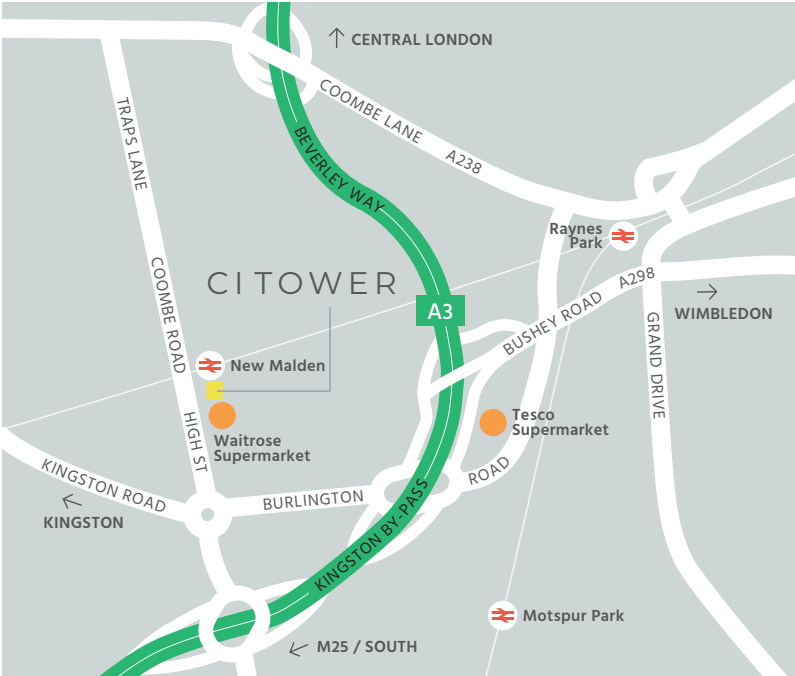 CENTRAL LONDON
COOMBE LANE A238
TRAPS LANE
BEVERLEY WAY
Raynes
Park
COOMBE ROAD
CI TOWER
A298
A3
BUSHEY ROAD
WIMBLEDON
GRAND DRIVE
New Malden
HIGH ST
Waitrose
Supermarket
Tesco
Supermarket
KINGSTON ROAD
BURLINGTON
ROAD
KINGSTON
KINGSTON BY-PASS
Motspur Park
M25 / SOUTH